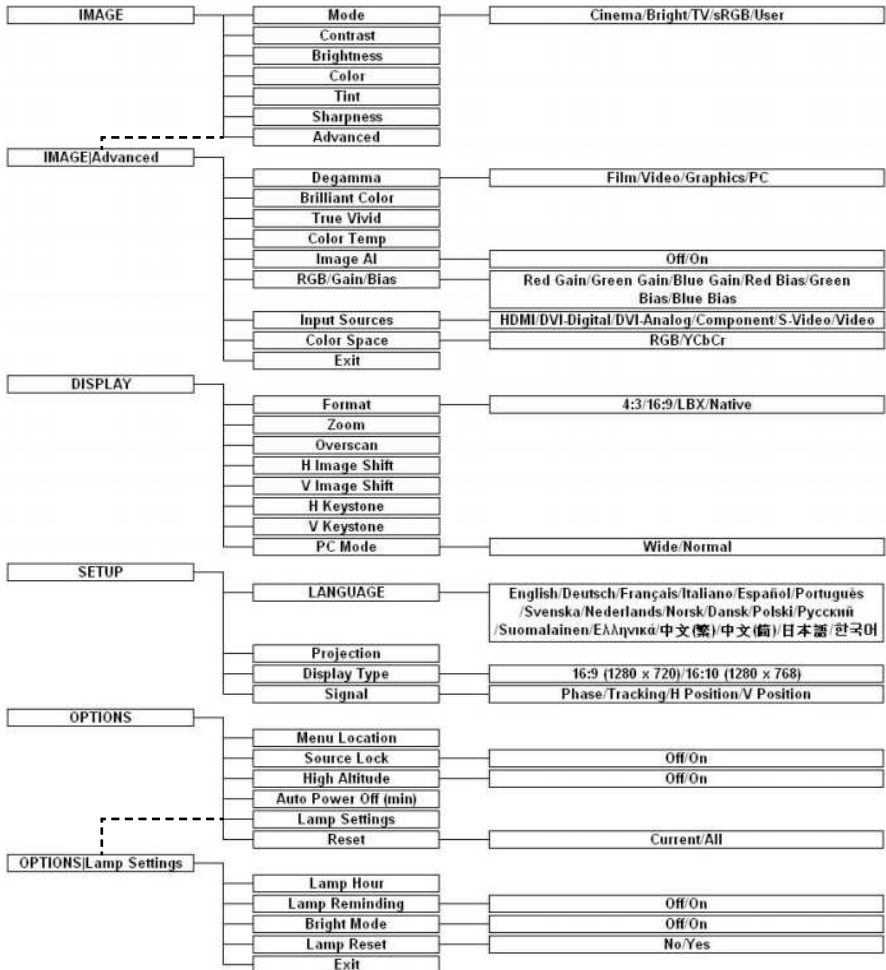 IMAGE Mode Cinema/Bright/TV/sRGB/User
Contrast
Brightness
Color
Tint
Sharpness
Advanced
IMAGE|Advanced
Degamma Film/Video/Graphics/PC
Brilliant Color
True Vivid
Color Temp
Image AI Off/On
RGB/Gain/Bias Red Gain/Green Gain/Blue Gain/Red Bias/Green
Bias/Blue Bias
Input Sources HDMI/DVI-Digital/DVI-Analog/Component/S-Video/Video
Color Space RGB/YCbCr
Exit
DISPLAY
Format 4:3/16:9/LBX/Native
Zoom
Overscan
H Image Shift
V Image Shift
H Keystone
V Keystone
PC Mode Wide/Normal
SETUP
LANGUAGE English/Deutsch/Français/Italiano/Español/Português
/Svenska/Nederlands/Norsk/Dansk/Polski/Русский
/Suomalainen/Ελληνικά/中文(繁)/中文(简)/日本語/한국어
Projection
Display Type 16:9 (1280 x 720)/16:10 (1280 x 768)
Signal Phase/Tracking/H Position/V Position
OPTIONS
Menu Location
Source Lock Off/On
High Altitude Off/On
Auto Power Off (min)
Lamp Settings
Reset Current/All
OPTIONS|Lamp Settings
Lamp Hour
Lamp Reminding Off/On
Bright Mode Off/On
Lamp Reset No/Yes
Exit